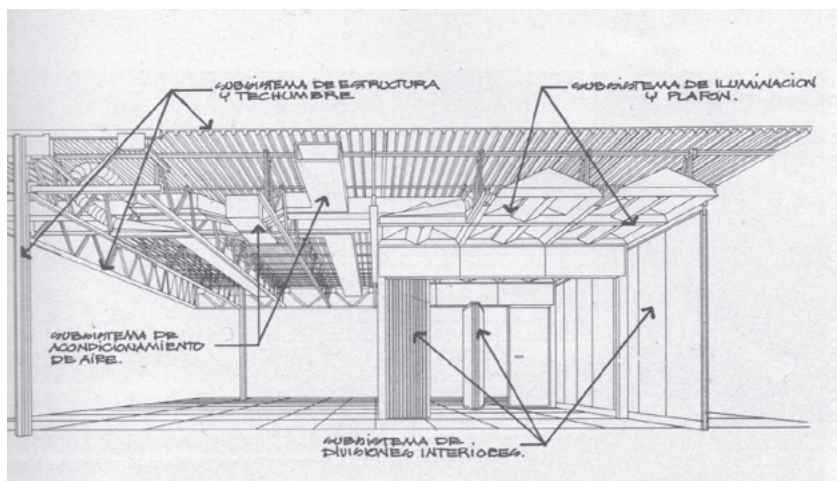 SUBSISTEMA DE ESTRUCTURA
Y TECHUMBRE
SUBSISTEMA DE ILUMINACION
Y PLAFON.
SUBSISTEMA DE
ACONDICIONAMIENTO
DE AIRE.
SUBSISTEMA DE
DIVISIONES INTERIORES.